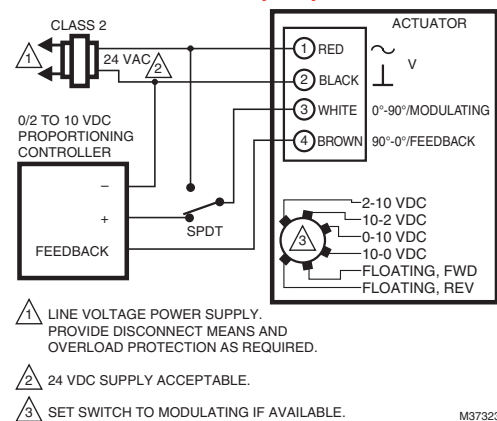 CLASS 2
1
24 VAC
2
ACTUATOR
1 RED
V
2 BLACK
3 WHITE 0°-90°/MODULATING
4 BROWN 90°-0°/FEEDBACK
0/2 TO 10 VDC
PROPORTIONING
CONTROLLER
–
+
FEEDBACK
SPDT
3
2-10 VDC
10-2 VDC
0-10 VDC
10-0 VDC
FLOATING, FWD
FLOATING, REV
1 LINE VOLTAGE POWER SUPPLY.
PROVIDE DISCONNECT MEANS AND
OVERLOAD PROTECTION AS REQUIRED.
2 24 VDC SUPPLY ACCEPTABLE.
3 SET SWITCH TO MODULATING IF AVAILABLE.
M37323